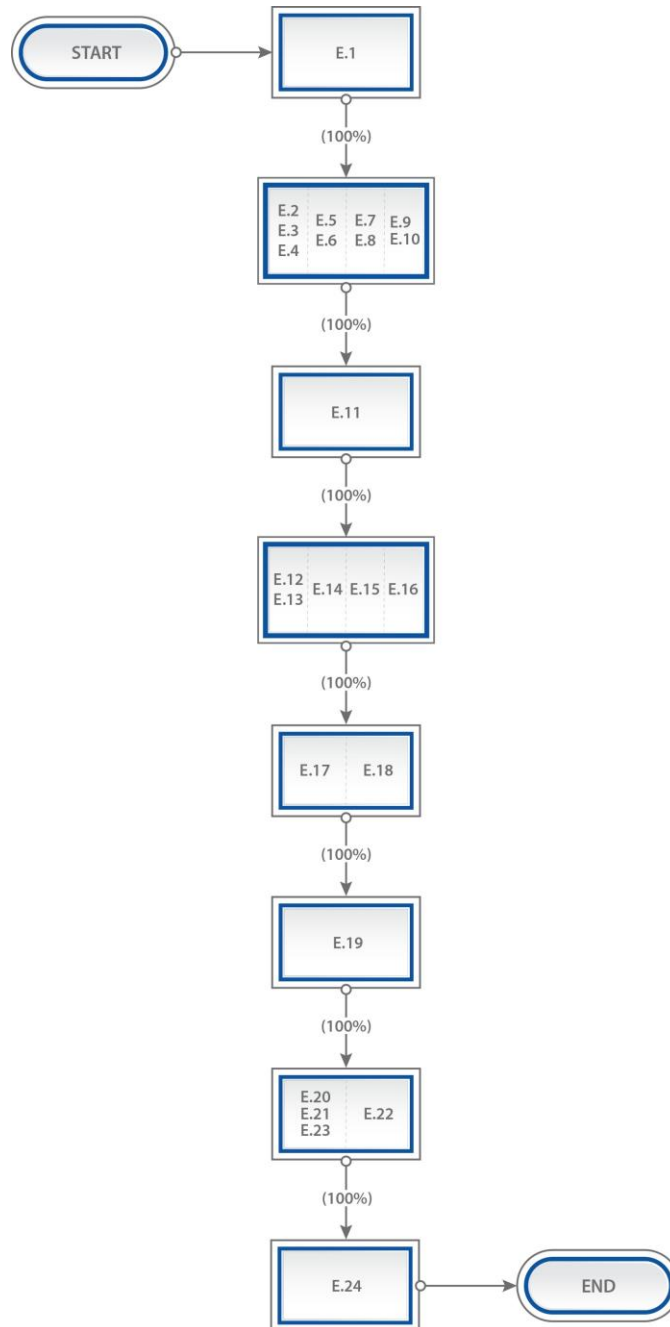 START
E.1
(100%)
E.2
E.3
E.4
E.5
E.6
E.7
E.8
E.9
E.10
(100%)
E.11
(100%)
E.12
E.13
E.14
E.15
E.16
(100%)
E.17
E.18
(100%)
E.19
(100%)
E.20
E.21
E.23
E.22
(100%)
E.24
END